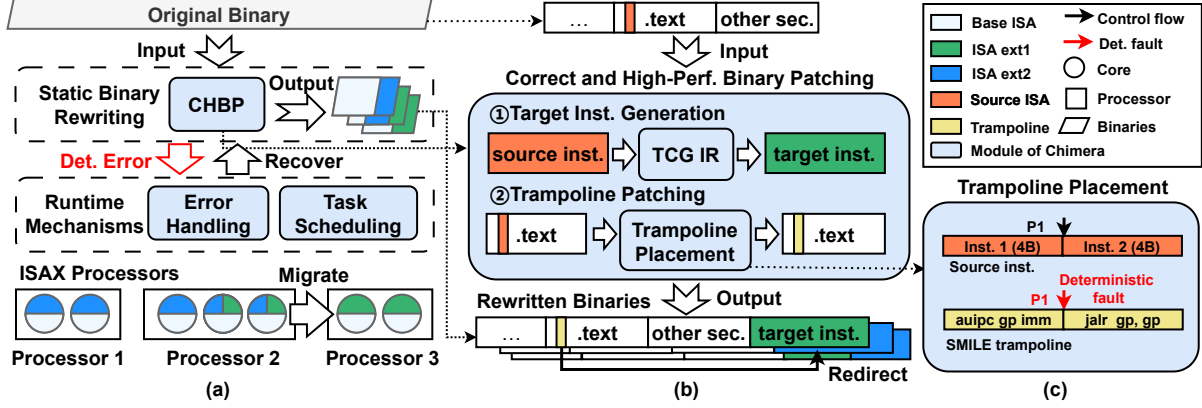 Original Binary
Input
Static Binary
Rewriting
CHBP
Output
Det. Error
Recover
Runtime
Mechanisms
Error
Handling
Task
Scheduling
ISAX Processors
Migrate
Processor 1
Processor 2
Processor 3
(a)
... .text other sec.
Input
Correct and High-Perf. Binary Patching
①Target Inst. Generation
source inst. TCG IR target inst.
②Trampoline Patching
.text
Trampoline
Placement
.text
Output
Rewritten Binaries
... .text other sec. target inst.
Redirect
(b)
Base ISA
ISA ext1
ISA ext2
Source ISA
Trampoline
Module of Chimera
Control flow
Det. fault
Core
Processor
Binaries
Trampoline Placement
P1
Inst. 1 (4B) Inst. 2 (4B)
Source inst.
P1
Deterministic
fault
auipc gp imm jalr gp, gp
SMILE trampoline
(c)